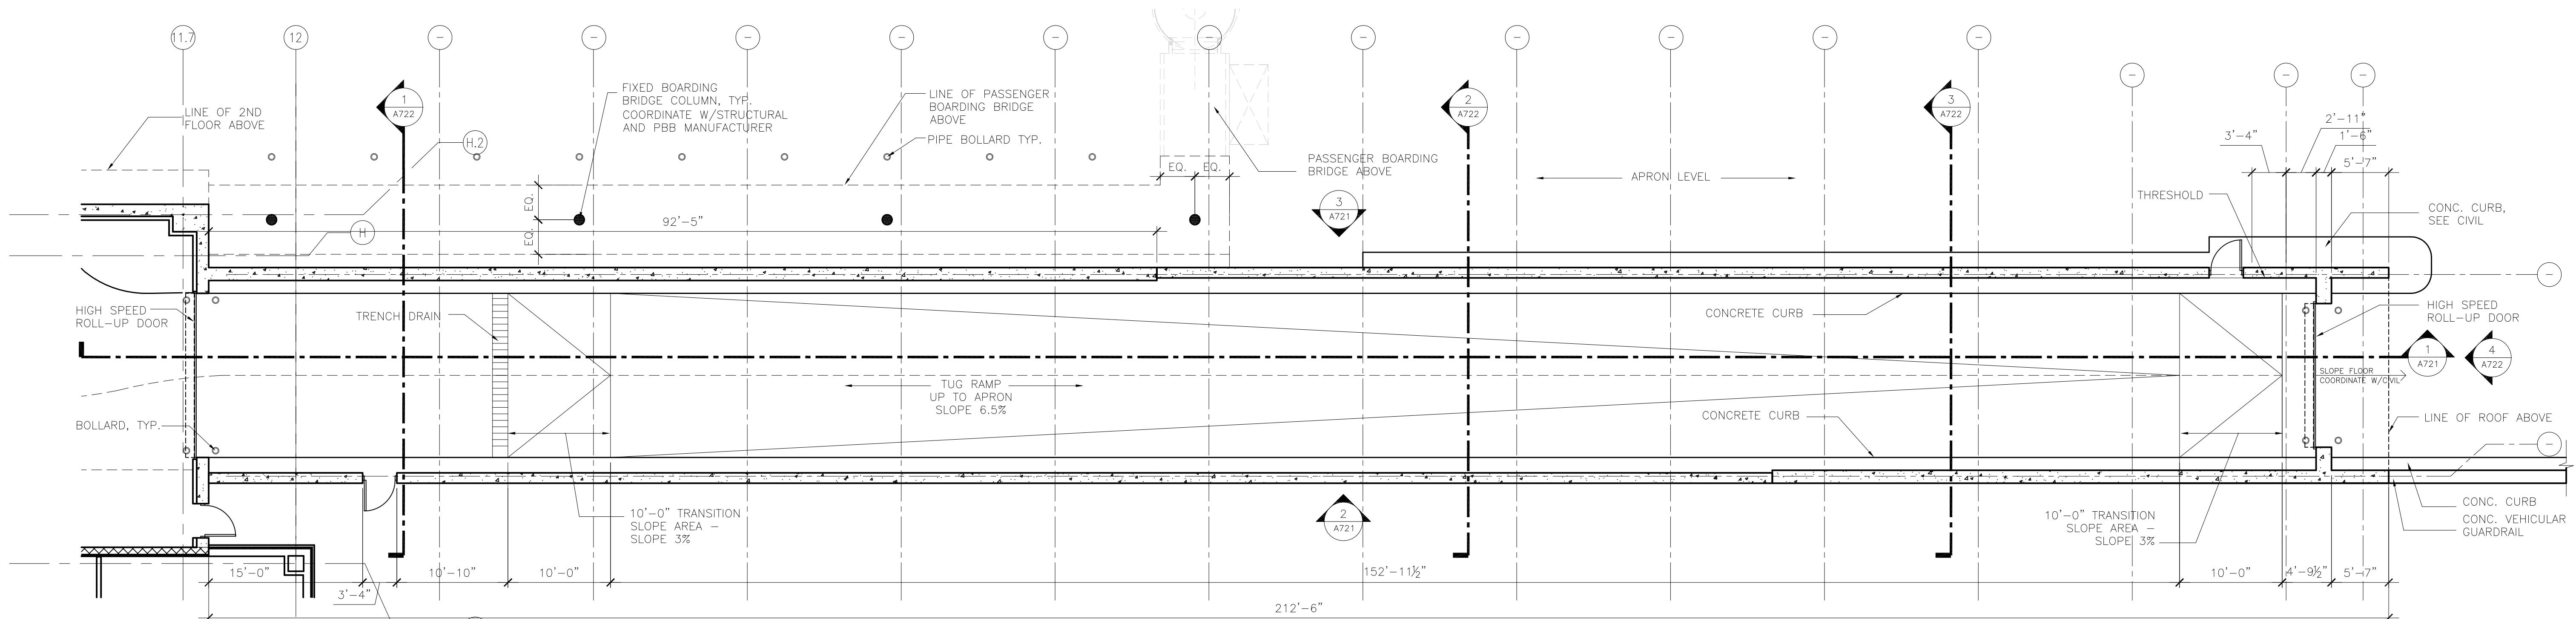 11.7
12
-
-
-
-
-
-
-
-
-
-
-
-
-
-
LINE OF 2ND
FLOOR ABOVE
1
A722
H.2
H
FIXED BOARDING
BRIDGE COLUMN, TYP.
COORDINATE W/STRUCTURAL
AND PBB MANUFACTURER
LINE OF PASSENGER
BOARDING BRIDGE
ABOVE
PIPE BOLLARD TYP.
EQ.
EQ.
92'-5"
EQ. EQ.
PASSENGER BOARDING
BRIDGE ABOVE
3
A721
2
A722
APRON LEVEL
3
A722
2'-11"
3'-4"
1'-6"
5'-7"
THRESHOLD
CONC. CURB,
SEE CIVIL
-
HIGH SPEED
ROLL-UP DOOR
TRENCH DRAIN
CONCRETE CURB
HIGH SPEED
ROLL-UP DOOR
1
A721
4
A722
SLOPE FLOOR
COORDINATE W/CIVIL
TUG RAMP
UP TO APRON
SLOPE 6.5%
BOLLARD, TYP.
CONCRETE CURB
LINE OF ROOF ABOVE
-
10'-0" TRANSITION
SLOPE AREA -
SLOPE 3%
2
A721
10'-0" TRANSITION
SLOPE AREA -
SLOPE 3%
CONC. CURB
CONC. VEHICULAR
GUARDRAIL
15'-0"
3'-4"
10'-10"
10'-0"
152'-11½"
10'-0"
4'-9½"
5'-7"
212'-6"